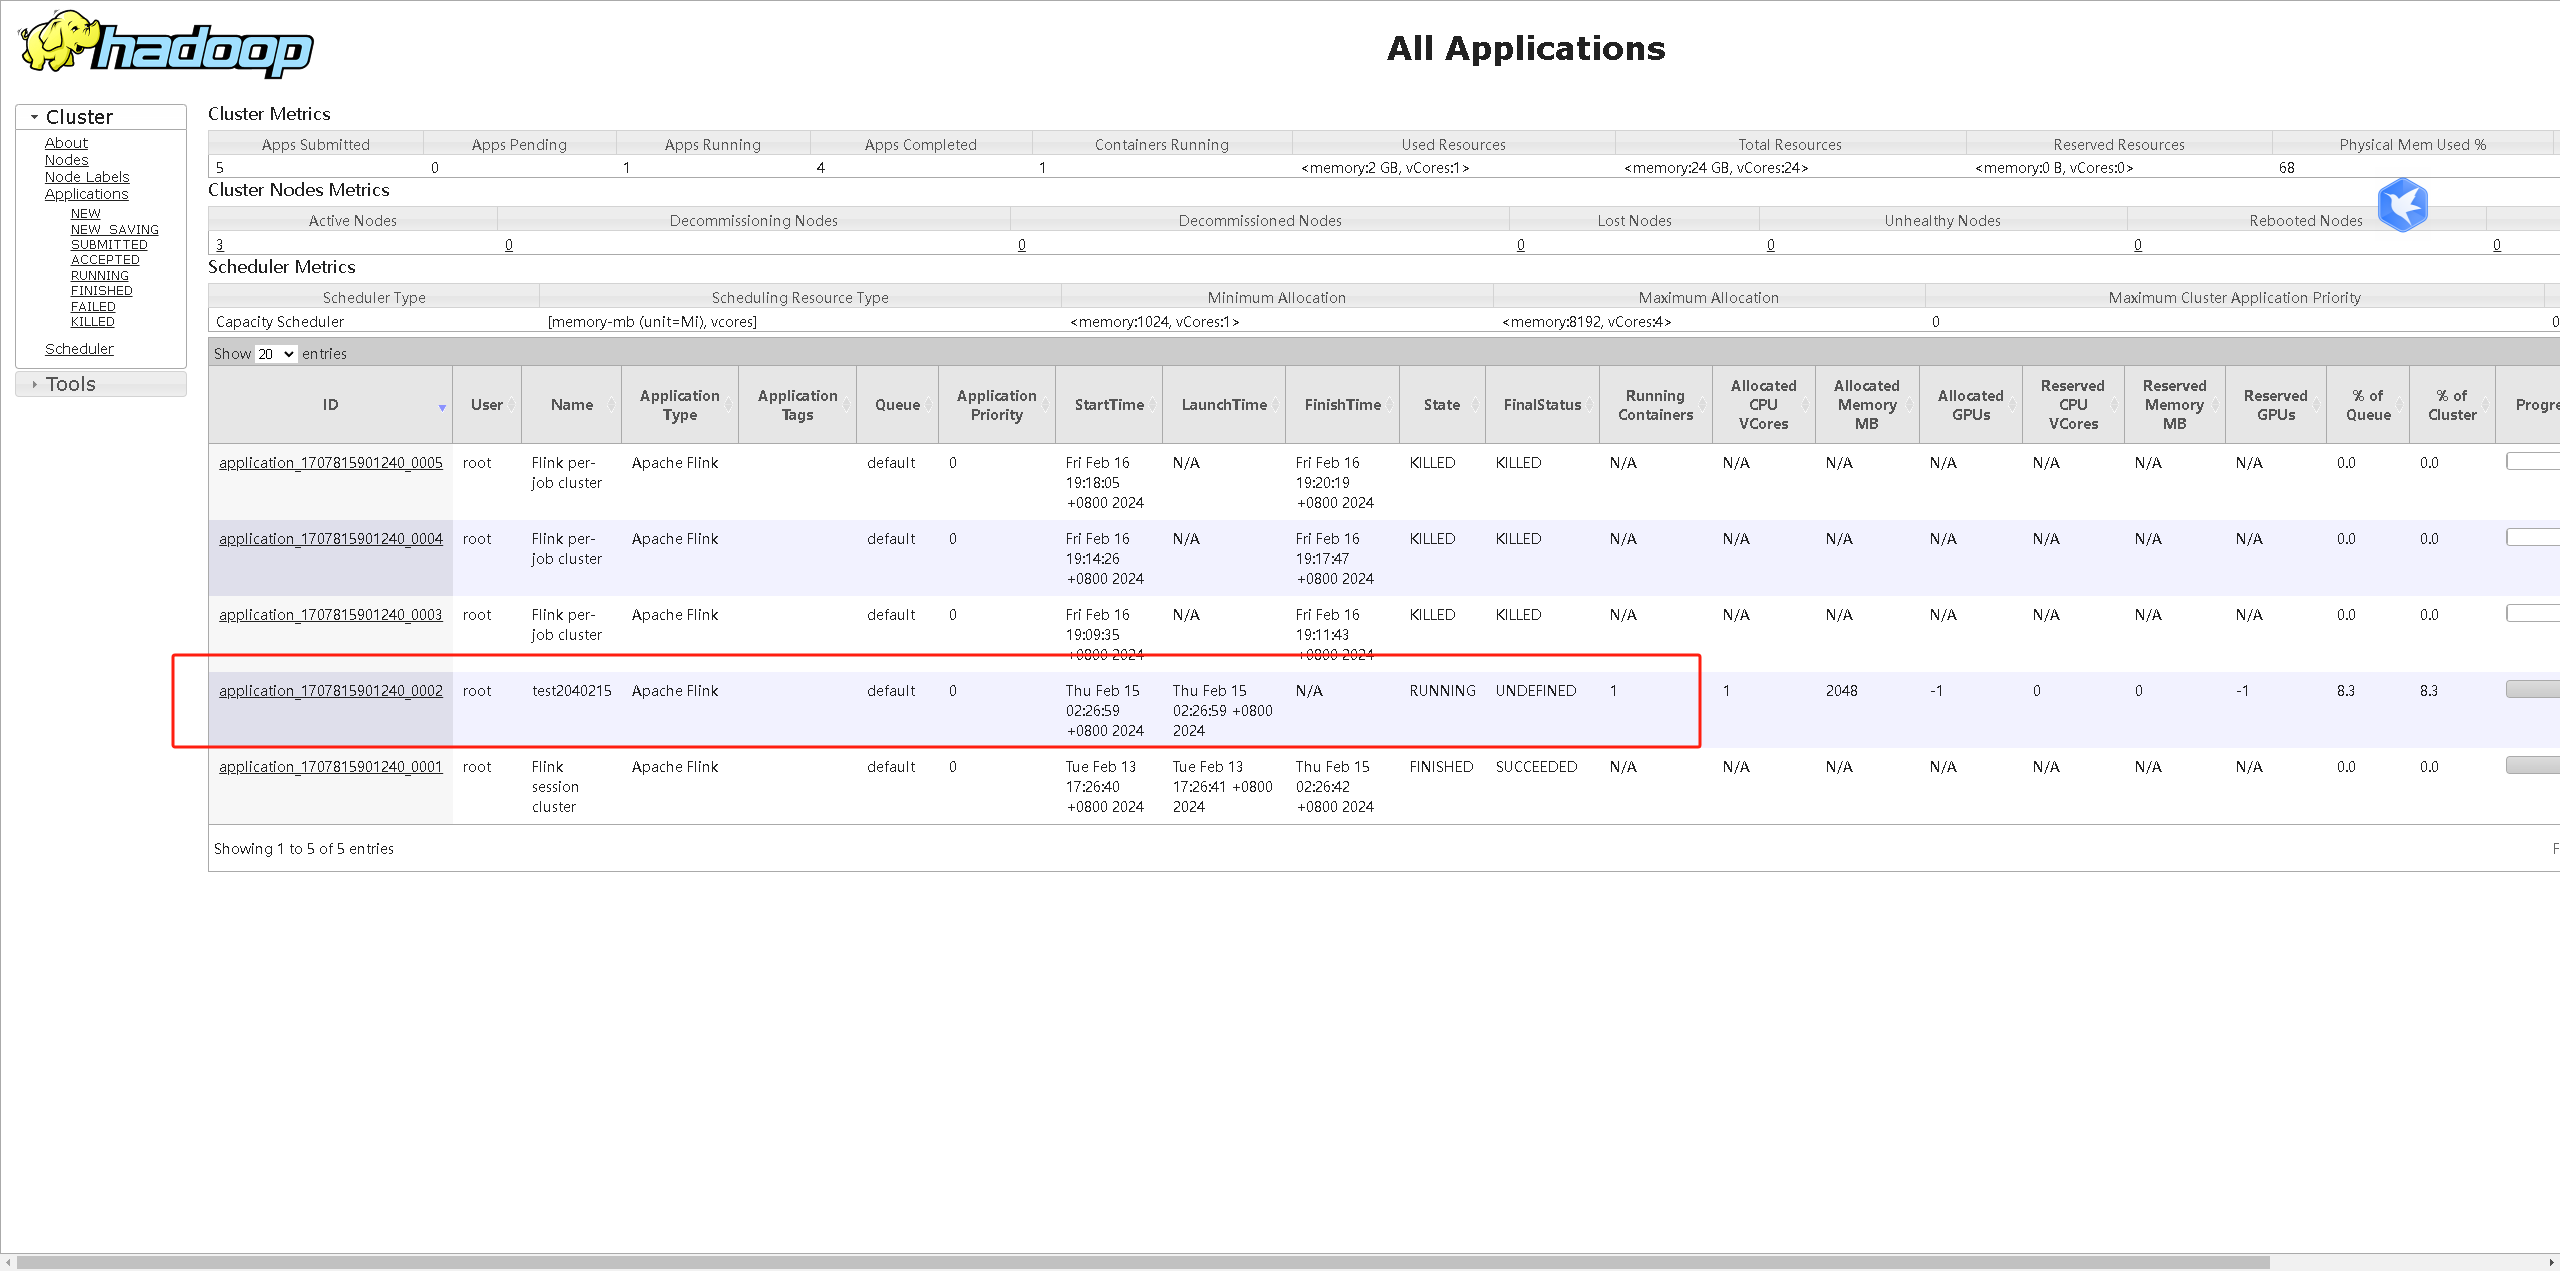 hadoop
All Applications
Cluster
About
Nodes
Node Labels
Applications
NEW
NEW_SAVING
SUBMITTED
ACCEPTED
RUNNING
FINISHED
FAILED
KILLED
Scheduler
Tools
Cluster Metrics
Apps Submitted Apps Pending Apps Running Apps Completed Containers Running Used Resources Total Resources Reserved Resources Physical Mem Used %
5 0 1 4 1 <memory:2 GB, vCores:1> <memory:24 GB, vCores:24> <memory:0 B, vCores:0> 68
Cluster Nodes Metrics
Active Nodes Decommissioning Nodes Decommissioned Nodes Lost Nodes Unhealthy Nodes Rebooted Nodes
3 0 0 0 0 0 0
Scheduler Metrics
Scheduler Type Scheduling Resource Type Minimum Allocation Maximum Allocation Maximum Cluster Application Priority
Capacity Scheduler [memory-mb (unit=Mi), vcores] <memory:1024, vCores:1> <memory:8192, vCores:4> 0 0
Show 20 entries
ID User Name Application Type Application Tags Queue Application Priority StartTime LaunchTime FinishTime State FinalStatus Running Containers Allocated CPU VCores Allocated Memory MB Allocated GPUs Reserved CPU VCores Reserved Memory MB Reserved GPUs % of Queue % of Cluster Progre
application_1707815901240_0005 root Flink per- Apache Flink default 0 Fri Feb 16 N/A Fri Feb 16 KILLED KILLED N/A N/A N/A N/A N/A N/A N/A 0.0 0.0
job cluster 19:18:05 19:20:19
+0800 2024 +0800 2024
application_1707815901240_0004 root Flink per- Apache Flink default 0 Fri Feb 16 N/A Fri Feb 16 KILLED KILLED N/A N/A N/A N/A N/A N/A N/A 0.0 0.0
job cluster 19:14:26 19:17:47
+0800 2024 +0800 2024
application_1707815901240_0003 root Flink per- Apache Flink default 0 Fri Feb 16 N/A Fri Feb 16 KILLED KILLED N/A N/A N/A N/A N/A N/A N/A 0.0 0.0
job cluster 19:09:35 19:11:43
+0800 2024 +0800 2024
application_1707815901240_0002 root test2040215 Apache Flink default 0 Thu Feb 15 Thu Feb 15 N/A RUNNING UNDEFINED 1 1 2048 -1 0 0 -1 8.3 8.3
02:26:59 02:26:59 +0800
+0800 2024 2024
application_1707815901240_0001 root Flink Apache Flink default 0 Tue Feb 13 Tue Feb 13 Thu Feb 15 FINISHED SUCCEEDED N/A N/A N/A N/A N/A N/A N/A 0.0 0.0
session 17:26:40 17:26:41 +0800 02:26:42
cluster +0800 2024 2024 +0800 2024
Showing 1 to 5 of 5 entries F